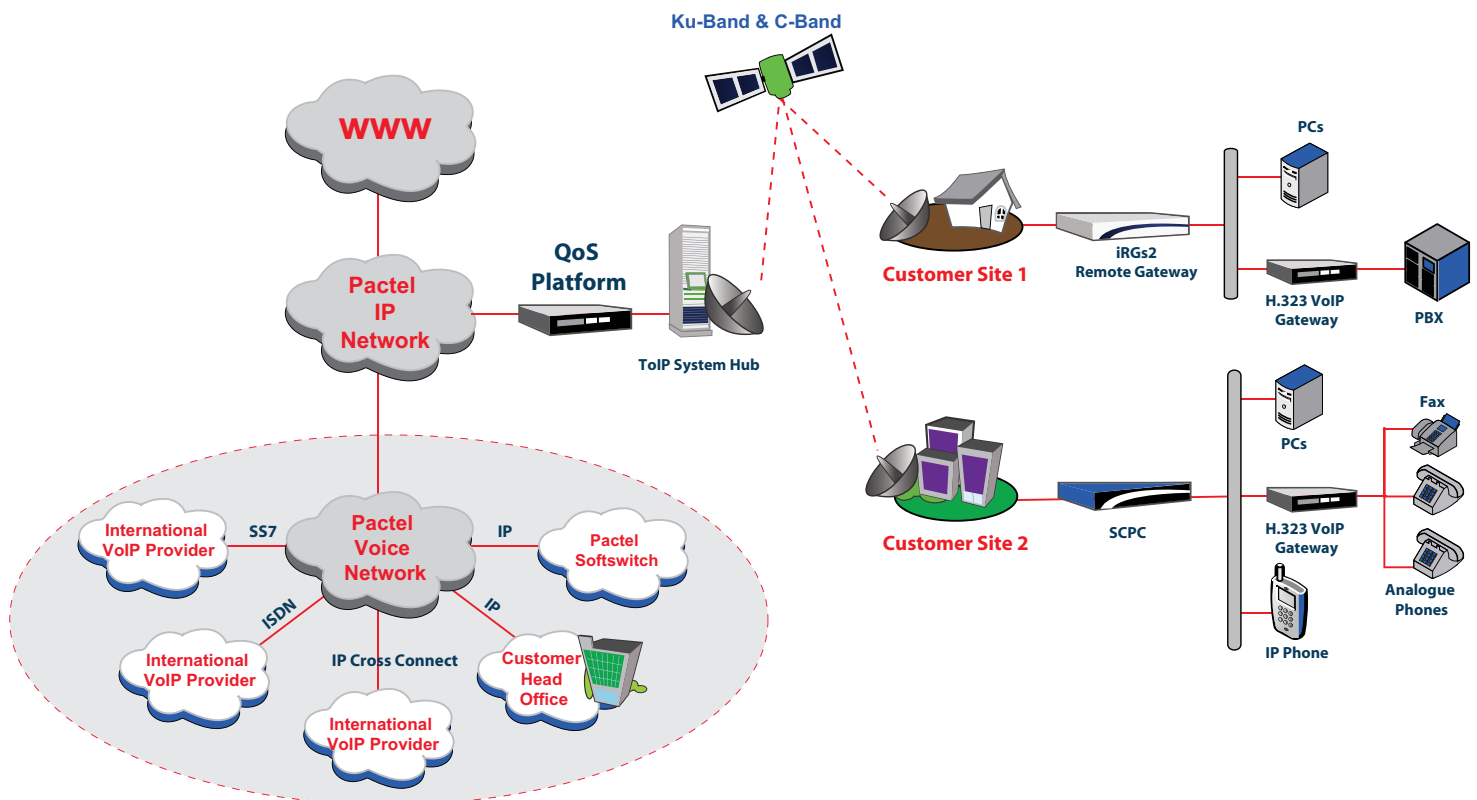 Ku-Band & C-Band
WWW
QoS
Platform
Pactel
IP
Network
ToIP System Hub
PCs
Customer Site 1
iRGs2
Remote Gateway
H.323 VoIP
Gateway
PBX
Customer Site 2
SCPC
PCs
H.323 VoIP
Gateway
Fax
Analogue
Phones
IP Phone
International
VoIP Provider
SS7
Pactel
Voice
Network
IP
Pactel
Softswitch
ISDN
IP
International
VoIP Provider
IP Cross Connect
Customer
Head
Office
International
VoIP Provider